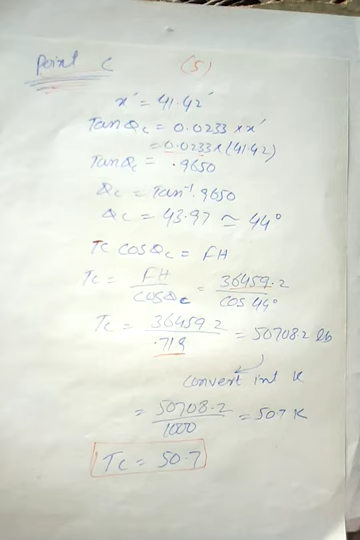 Point C (5)
x' = 41.42'
Tan θc = 0.0233 x x'
= 0.0233 x (41.42)
Tan θc = .9650
θc = Tan⁻¹ .9650
θc = 43.97 ≃ 44°
Tc cos θc = FH
Tc = FH / cos θc = 36459.2 / cos 44°
Tc = 36459.2 / .719 = 50708.2 lb
convert int K
= 50708.2 / 1000 = 50.7 K
Tc = 50.7